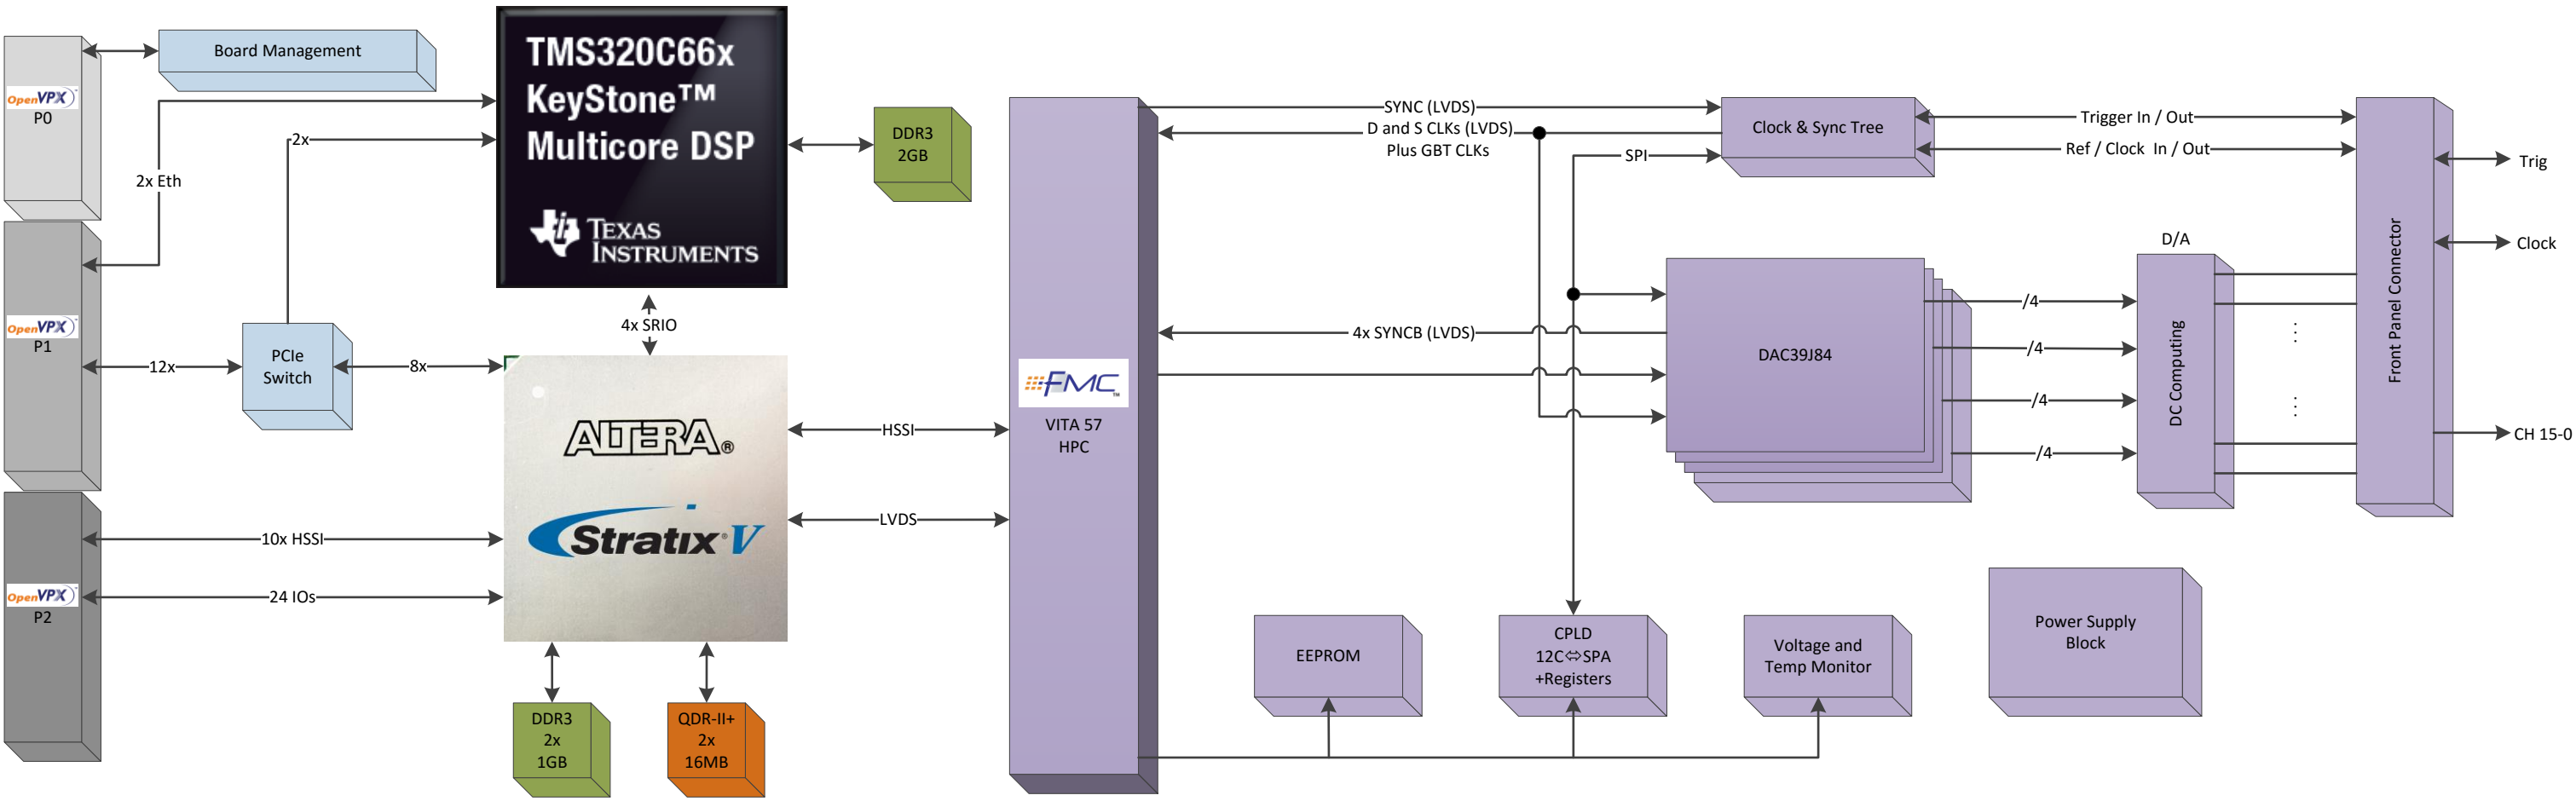 OpenVPX™
P0
Board Management
2x Eth
2x
TMS320C66x
KeyStone™
Multicore DSP
TEXAS
INSTRUMENTS
DDR3
2GB
OpenVPX™
P1
12x
PCIe
Switch
8x
4x SRIO
ALTERA®
Stratix® V
HSSI
LVDS
OpenVPX™
P2
10x HSSI
24 IOs
DDR3
2x
1GB
QDR-II+
2x
16MB
FMC™
VITA 57
HPC
SYNC (LVDS)
D and S CLKs (LVDS)
Plus GBT CLKs
SPI
Clock & Sync Tree
Trigger In / Out
Ref / Clock In / Out
4x SYNCB (LVDS)
DAC39J84
/4
/4
/4
/4
D/A
DC Computing
Front Panel Connector
Trig
Clock
CH 15-0
EEPROM
CPLD
12C⇔SPA
+Registers
Voltage and
Temp Monitor
Power Supply
Block